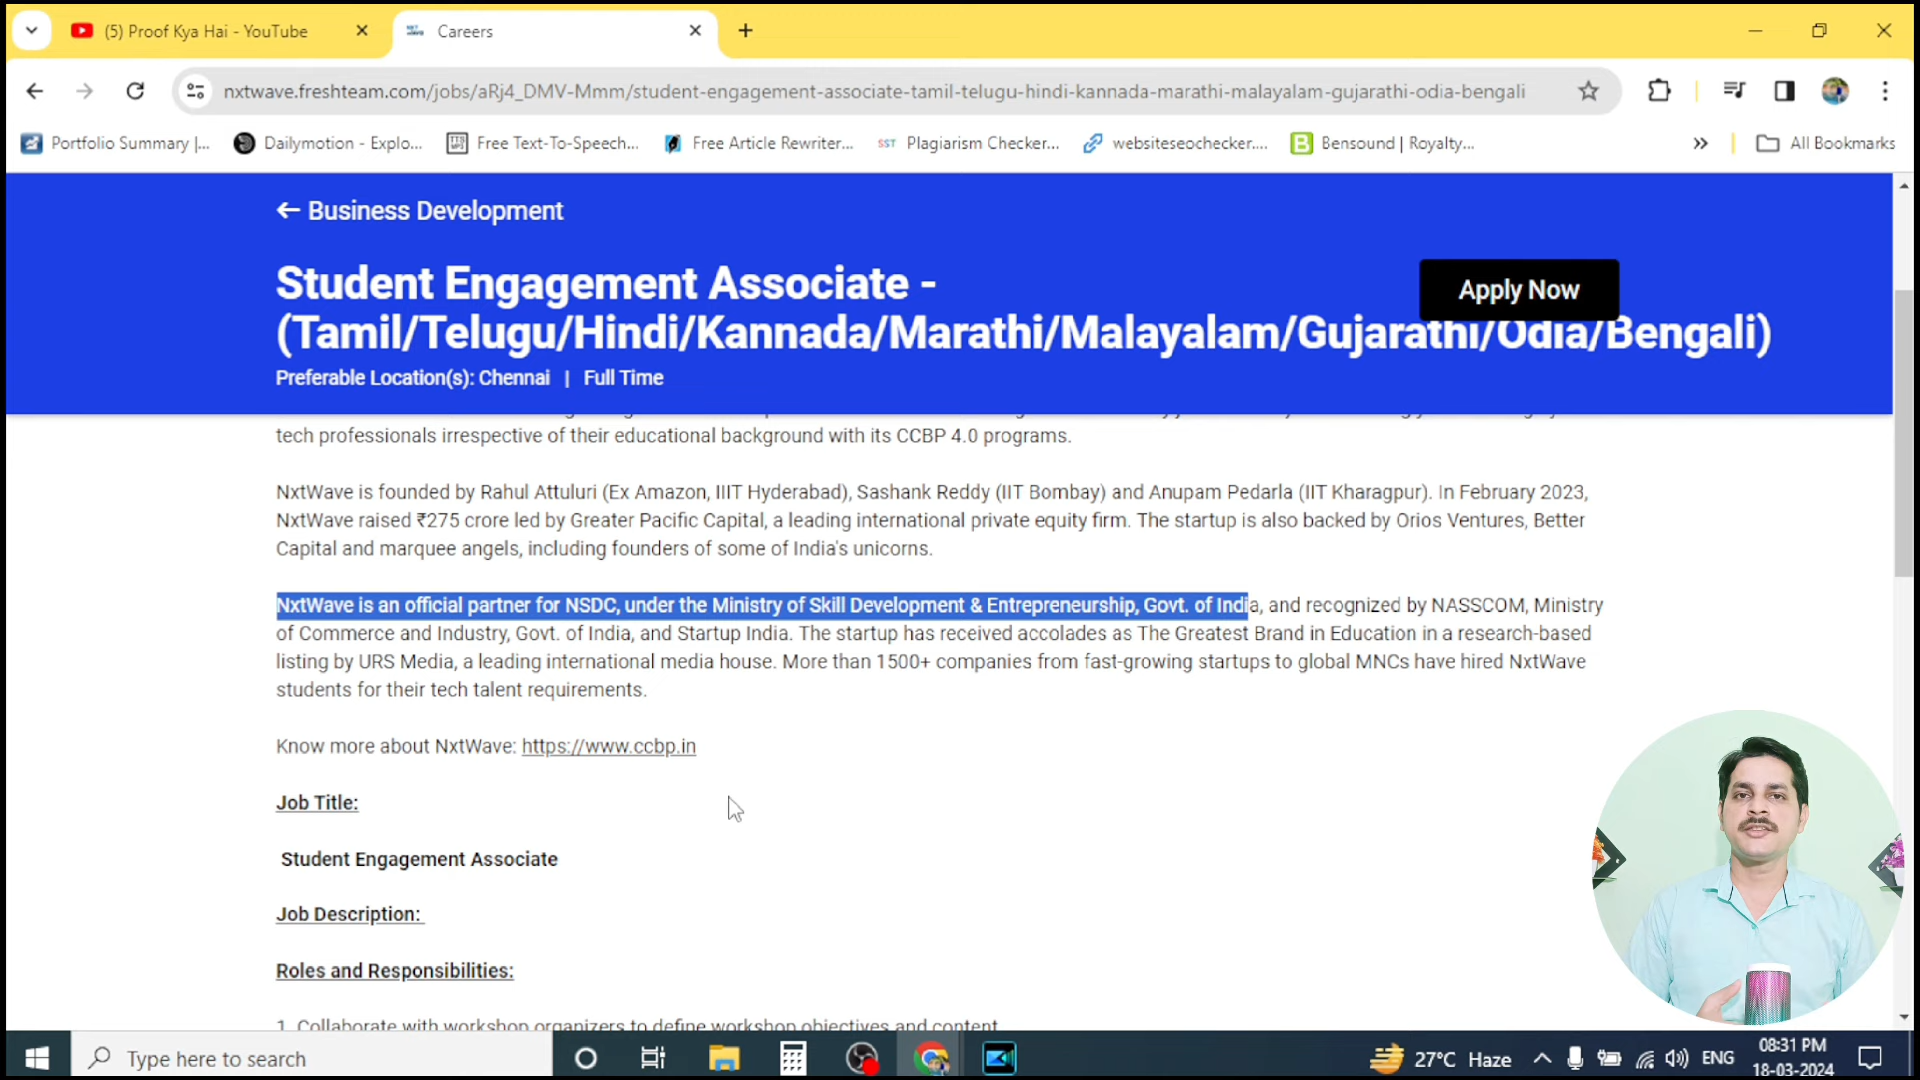 (5) Proof Kya Hai - YouTube
Careers
nxtwave.freshteam.com/jobs/aRj4_DMV-Mmm/student-engagement-associate-tamil-telugu-hindi-kannada-marathi-malayalam-gujarathi-odia-bengali
Portfolio Summary |...
Dailymotion - Explo...
Free Text-To-Speech...
Free Article Rewriter...
SST Plagiarism Checker...
websiteseochecker....
Bensound | Royalty...
All Bookmarks
Business Development
Student Engagement Associate -
(Tamil/Telugu/Hindi/Kannada/Marathi/Malayalam/Gujarathi/Odia/Bengali)
Apply Now
Preferable Location(s): Chennai | Full Time
tech professionals irrespective of their educational background with its CCBP 4.0 programs.
NxtWave is founded by Rahul Attuluri (Ex Amazon, IIIT Hyderabad), Sashank Reddy (IIT Bombay) and Anupam Pedarla (IIT Kharagpur). In February 2023,
NxtWave raised ₹275 crore led by Greater Pacific Capital, a leading international private equity firm. The startup is also backed by Orios Ventures, Better
Capital and marquee angels, including founders of some of India's unicorns.
NxtWave is an official partner for NSDC, under the Ministry of Skill Development & Entrepreneurship, Govt. of India, and recognized by NASSCOM, Ministry
of Commerce and Industry, Govt. of India, and Startup India. The startup has received accolades as The Greatest Brand in Education in a research-based
listing by URS Media, a leading international media house. More than 1500+ companies from fast-growing startups to global MNCs have hired NxtWave
students for their tech talent requirements.
Know more about NxtWave: https://www.ccbp.in
Job Title:
Student Engagement Associate
Job Description:
Roles and Responsibilities:
1. Collaborate with workshop organizers to define workshop objectives and content
Type here to search
27°C Haze
ENG
08:31 PM
18-03-2024